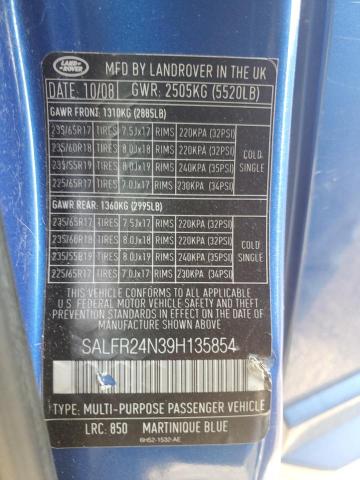 LAND-
ROVER
MFD BY LANDROVER IN THE UK
DATE: 10/08 GWR: 2505KG (5520LB)
GAWR FRONT: 1310KG (2885LB)
235/65R17 TIRES 7.5Jx17 RIMS 220KPA (32PSI)
235/60R18 TIRES 8.0Jx18 RIMS 220KPA (32PSI)
235/55R19 TIRES 8.0Jx19 RIMS 240KPA (35PSI)
225/65R17 TIRES 7.0Jx17 RIMS 230KPA (34PSI)
COLD
SINGLE
GAWR REAR: 1360KG (2995LB)
235/65R17 TIRES 7.5Jx17 RIMS 220KPA (32PSI)
235/60R18 TIRES 8.0Jx18 RIMS 220KPA (32PSI)
235/55R19 TIRES 8.0Jx19 RIMS 240KPA (35PSI)
225/65R17 TIRES 7.0Jx17 RIMS 230KPA (34PSI)
COLD
SINGLE
THIS VEHICLE CONFORMS TO ALL APPLICABLE
U.S. FEDERAL MOTOR VEHICLE SAFETY
STANDARDS IN EFFECT ON THE DATE OF
MANUFACTURE SHOWN ABOVE
SALFR24N39H135854
TYPE: MULTI-PURPOSE PASSENGER VEHICLE
LRC: 850 MARTINIQUE BLUE
6H52-1532-AE